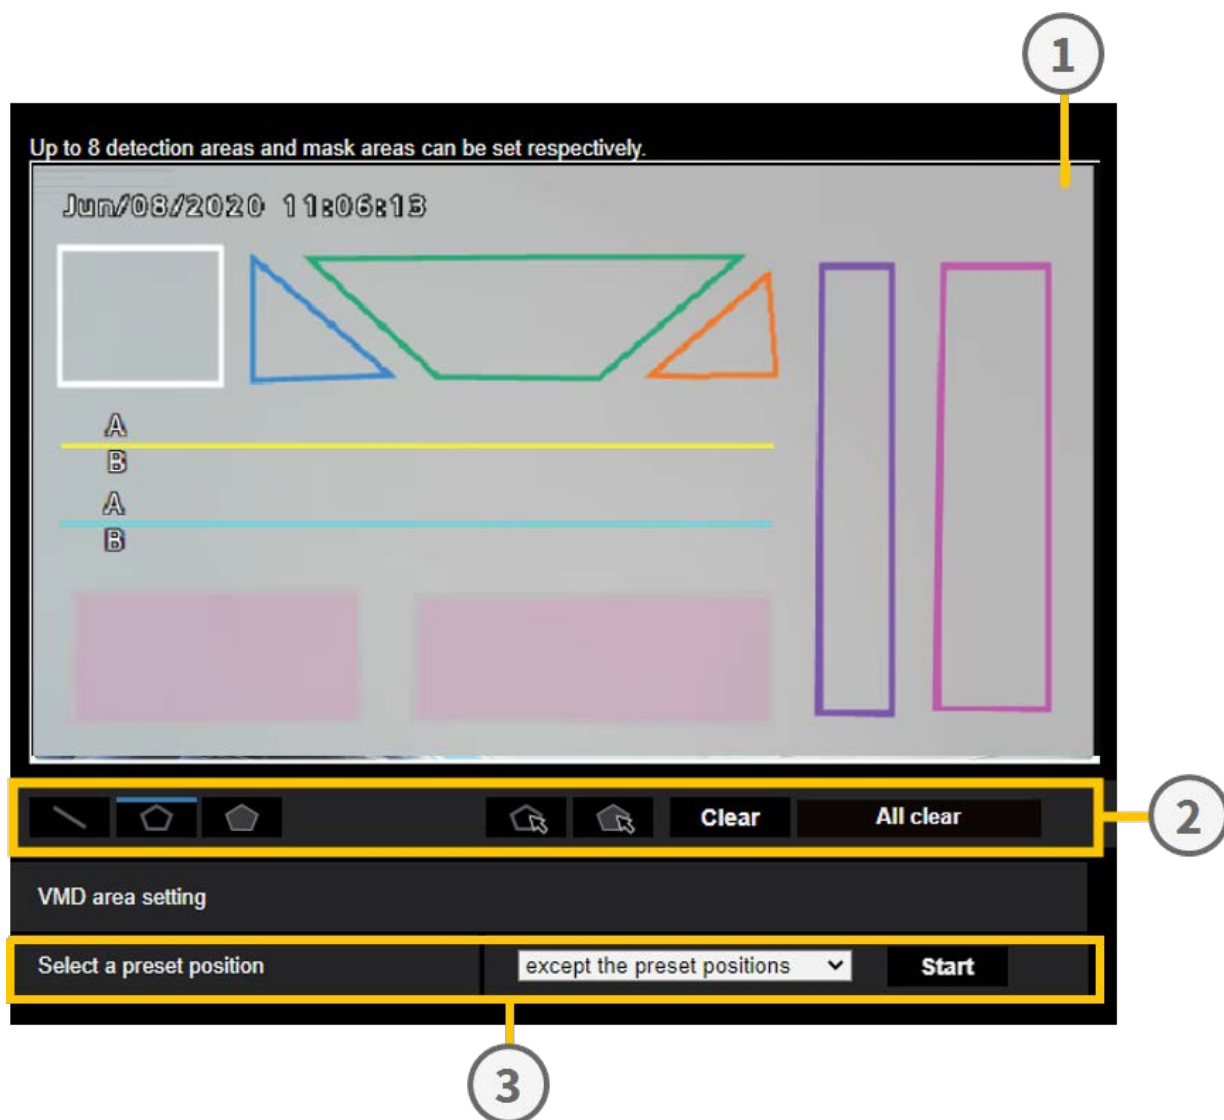 1
Up to 8 detection areas and mask areas can be set respectively.
Jun/08/2020 11:06:13
A
B
A
B
Clear All clear
2
VMD area setting
Select a preset position except the preset positions Start
3